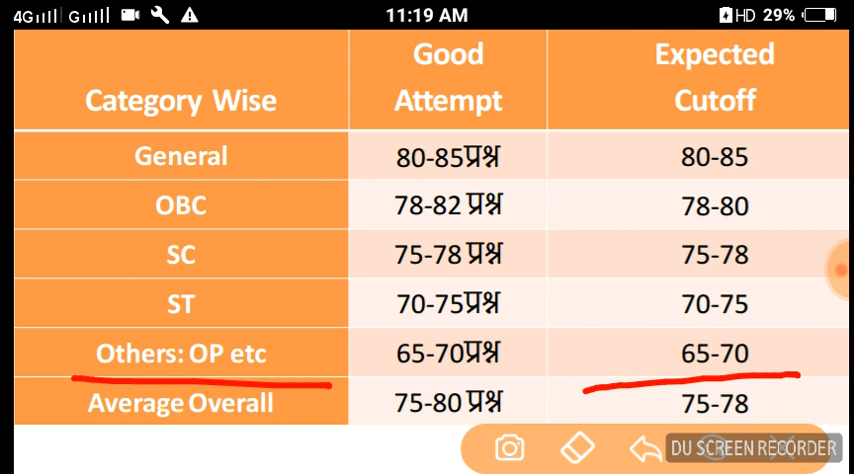 4G G 11:19 AM HD 29%
Category Wise Good Attempt Expected Cutoff
General 80-85प्रश्न 80-85
OBC 78-82 प्रश्न 78-80
SC 75-78 प्रश्न 75-78
ST 70-75प्रश्न 70-75
Others: OP etc 65-70प्रश्न 65-70
Average Overall 75-80 प्रश्न 75-78
DU SCREEN RECORDER